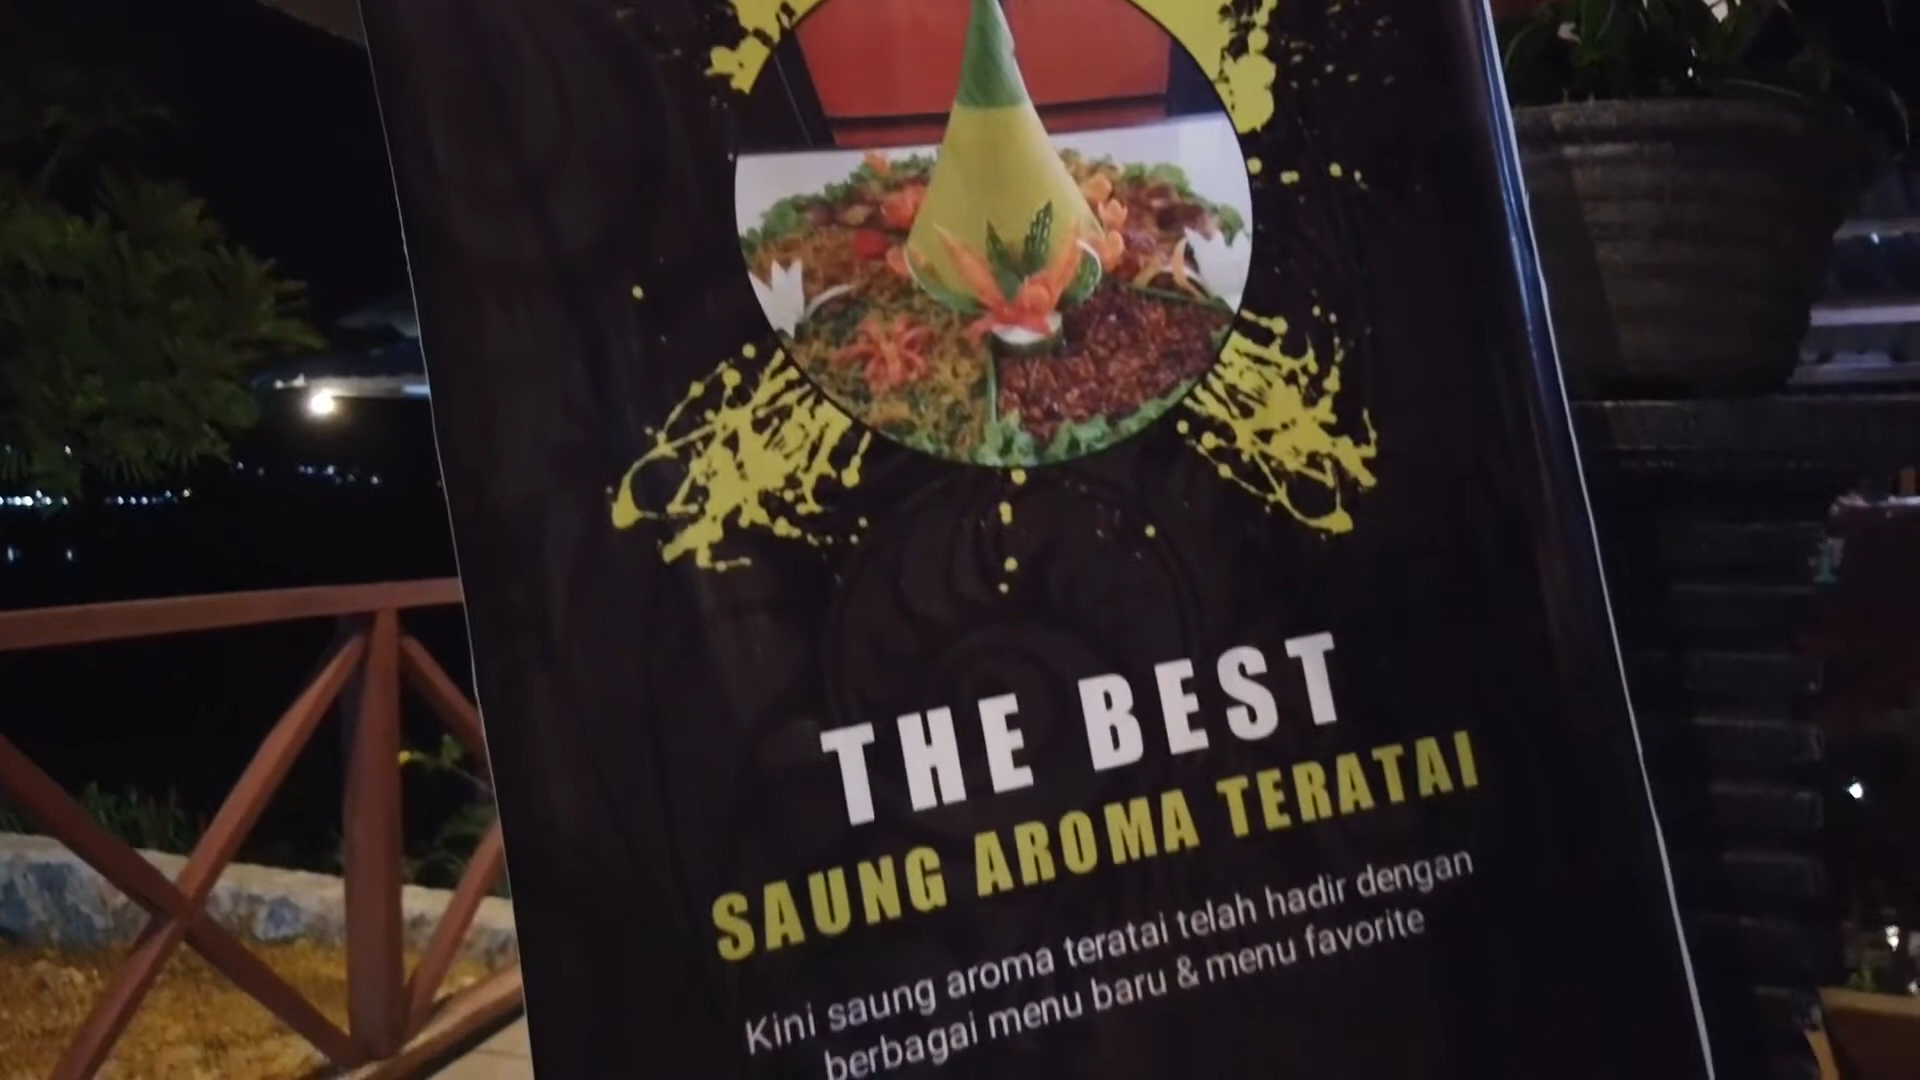 THE BEST
SAUNG AROMA TERATAI
Kini saung aroma teratai telah hadir dengan
berbagai menu baru & menu favorite